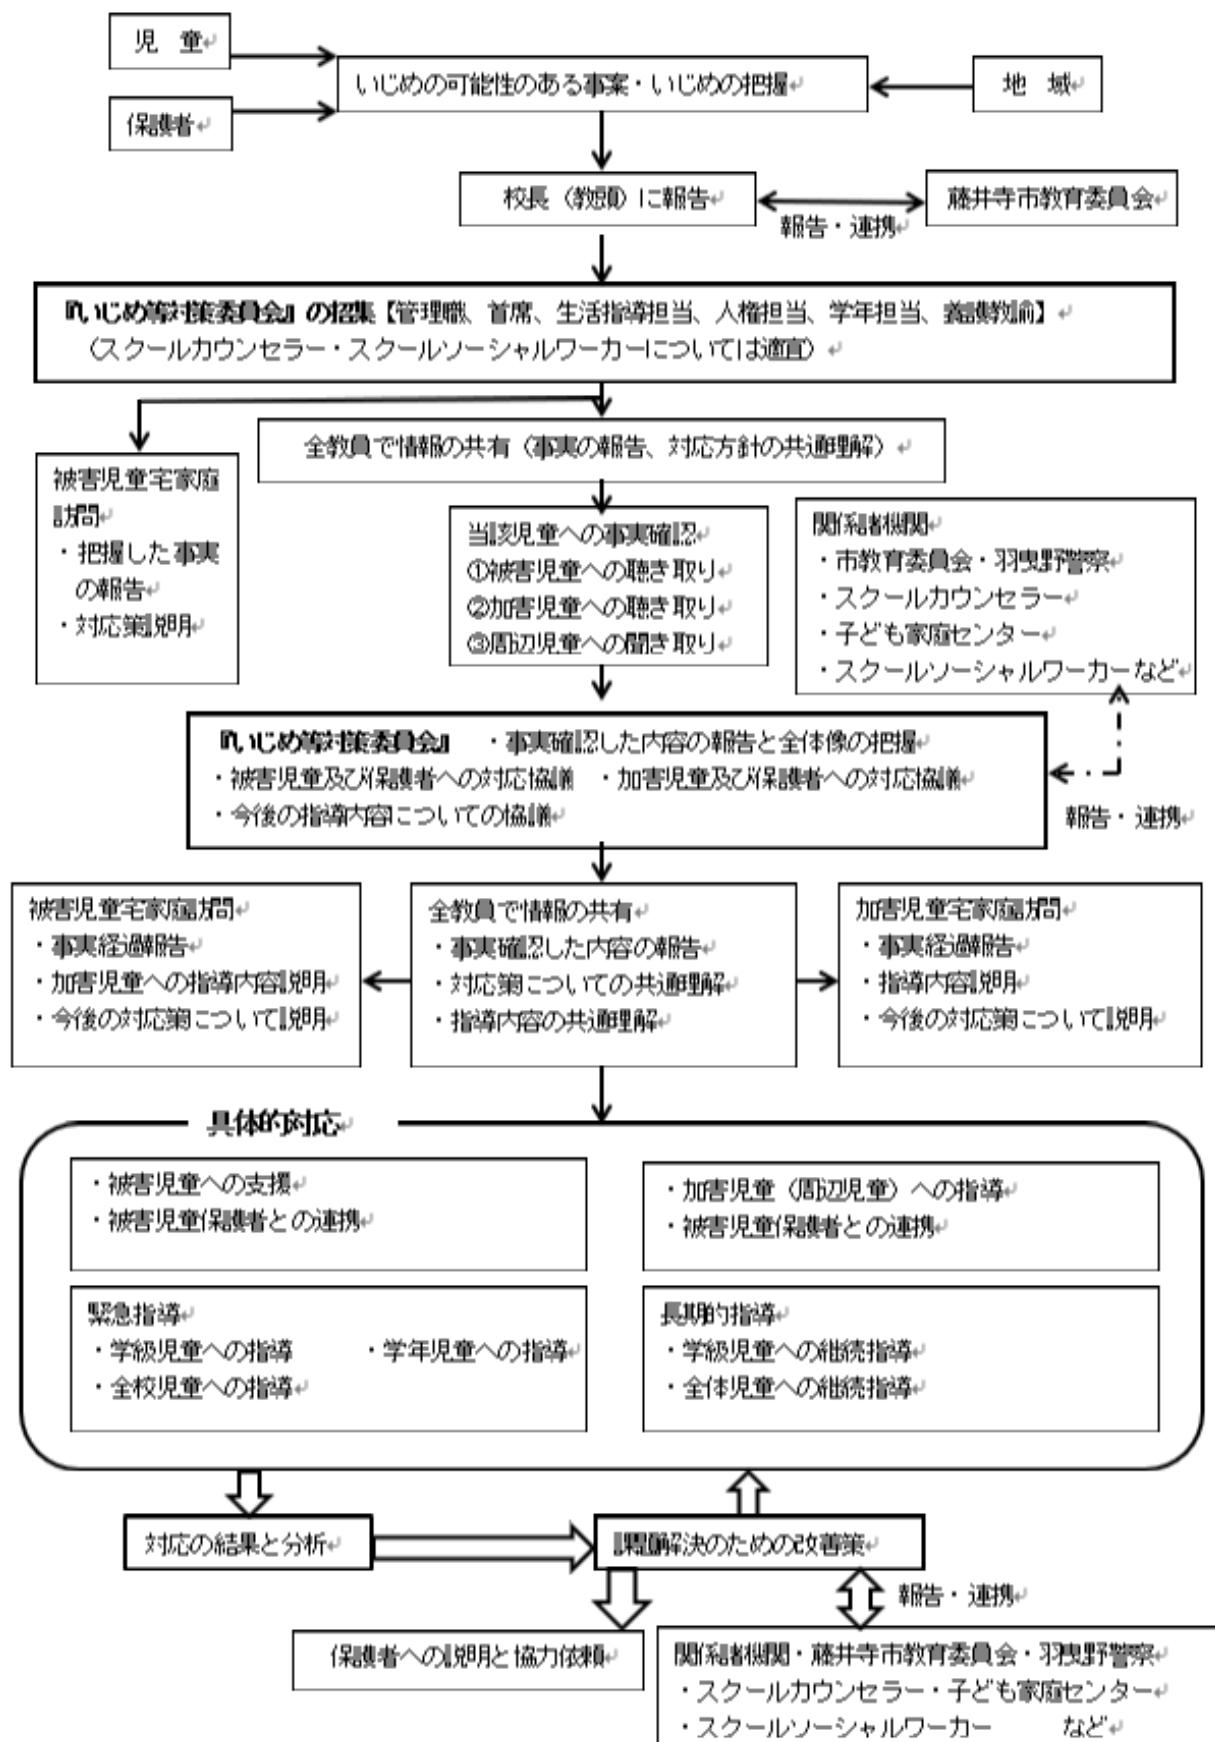 児　童
いじめの可能性のある事案・いじめの把握
地　域
保護者
校長（教頭）に報告
藤井寺市教育委員会
報告・連携
『いじめ等対策委員会』の招集【管理職、首席、生活指導担当、人権担当、学年担当、養護教諭】
（スクールカウンセラー・スクールソーシャルワーカーについては適宜）
全教員で情報の共有（事実の報告、対応方針の共通理解）
被害児童宅家庭
訪問
・把握した事実
の報告
・対応策説明
当該児童への事実確認
①被害児童への聴き取り
②加害児童への聴き取り
③周辺児童への聞き取り
関係諸機関
・市教育委員会・羽曳野警察
・スクールカウンセラー
・子ども家庭センター
・スクールソーシャルワーカーなど
『いじめ等対策委員会』　・事実確認した内容の報告と全体像の把握
・被害児童及び保護者への対応協議　・加害児童及び保護者への対応協議
・今後の指導内容についての協議
報告・連携
被害児童宅家庭訪問
・事実経過報告
・加害児童への指導内容説明
・今後の対応策について説明
全教員で情報の共有
・事実確認した内容の報告
・対応策についての共通理解
・指導内容の共通理解
加害児童宅家庭訪問
・事実経過報告
・指導内容説明
・今後の対応策について説明
具体的対応
・被害児童への支援
・被害児童保護者との連携
・加害児童（周辺児童）への指導
・被害児童保護者との連携
緊急指導
・学級児童への指導　　・学年児童への指導
・全校児童への指導
長期的指導
・学級児童への継続指導
・全体児童への継続指導
対応の結果と分析
課題解決のための改善策
報告・連携
保護者への説明と協力依頼
関係諸機関・藤井寺市教育委員会・羽曳野警察
・スクールカウンセラー・子ども家庭センター
・スクールソーシャルワーカー　　など